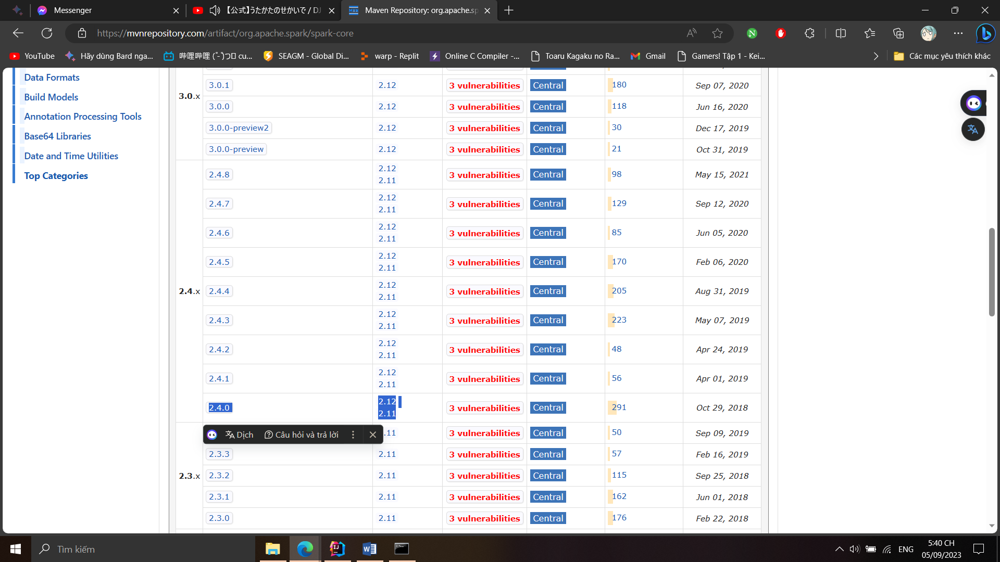 Messenger
【公式】うたかたのせかいで / DJ
Maven Repository: org.apache.sp
https://mvnrepository.com/artifact/org.apache.spark/spark-core
YouTube
Hãy dùng Bard nga...
SEAGM - Global Di...
warp - Replit
Online C Compiler -...
Toaru Kagaku no Ra...
Gmail
Gamers! Tập 1 - Kei...
Các mục yêu thích khác
Data Formats
Build Models
Annotation Processing Tools
Base64 Libraries
Date and Time Utilities
Top Categories
3.0.x
3.0.1 2.12 3 vulnerabilities Central 180 Sep 07, 2020
3.0.0 2.12 3 vulnerabilities Central 118 Jun 16, 2020
3.0.0-preview2 2.12 3 vulnerabilities Central 30 Dec 17, 2019
3.0.0-preview 2.12 3 vulnerabilities Central 21 Oct 31, 2019
2.4.x
2.4.8 2.12 2.11 3 vulnerabilities Central 98 May 15, 2021
2.4.7 2.12 2.11 3 vulnerabilities Central 129 Sep 12, 2020
2.4.6 2.12 2.11 3 vulnerabilities Central 85 Jun 05, 2020
2.4.5 2.12 2.11 3 vulnerabilities Central 170 Feb 06, 2020
2.4.4 2.12 2.11 3 vulnerabilities Central 205 Aug 31, 2019
2.4.3 2.12 2.11 3 vulnerabilities Central 223 May 07, 2019
2.4.2 2.12 2.11 3 vulnerabilities Central 48 Apr 24, 2019
2.4.1 2.12 2.11 3 vulnerabilities Central 56 Apr 01, 2019
2.4.0 2.12 2.11 3 vulnerabilities Central 291 Oct 29, 2018
Dịch Câu hỏi và trả lời
.11 3 vulnerabilities Central 50 Sep 09, 2019
2.3.x
2.3.3 2.11 3 vulnerabilities Central 57 Feb 16, 2019
2.3.2 2.11 3 vulnerabilities Central 115 Sep 25, 2018
2.3.1 2.11 3 vulnerabilities Central 162 Jun 01, 2018
2.3.0 2.11 3 vulnerabilities Central 176 Feb 22, 2018
Tìm kiếm
ENG
5:40 CH
05/09/2023